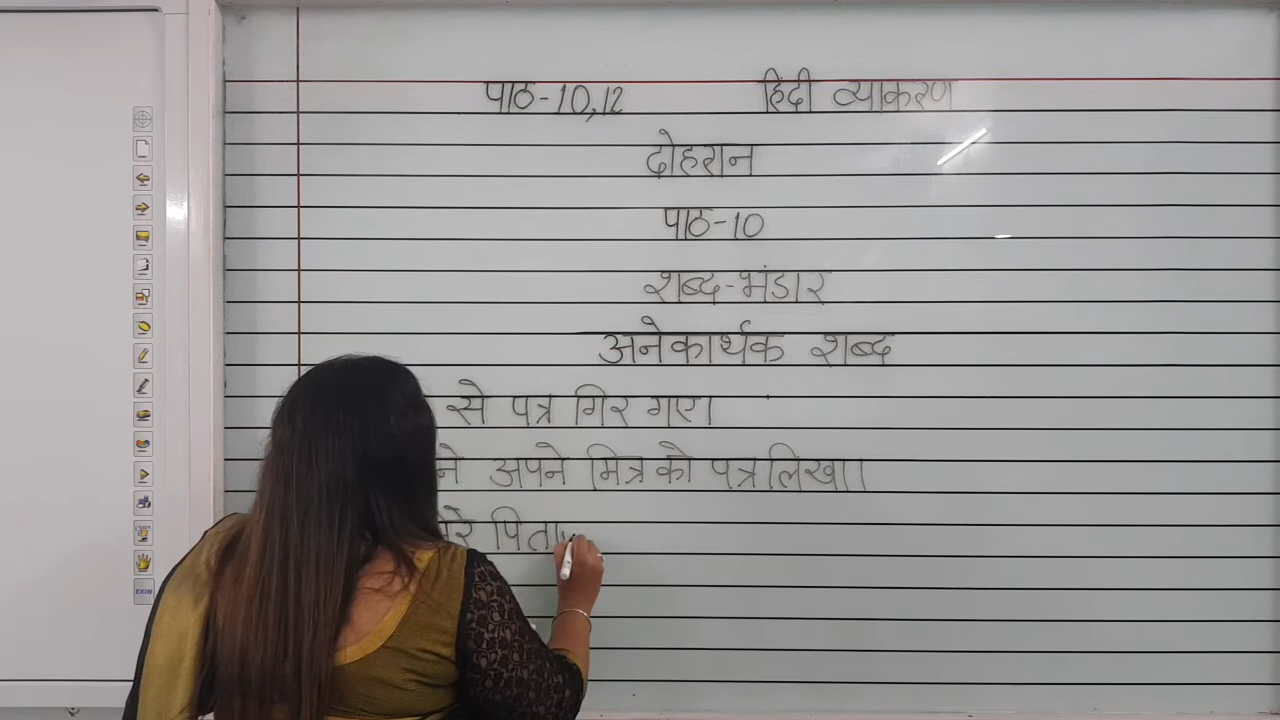 पाठ-10,12 हिंदी व्याकरण
दोहरान
पाठ-10
शब्द-भंडार
अनेकार्थक शब्द
से पत्र गिर गए।
ने अपने मित्र को पत्र लिखा।
पिता